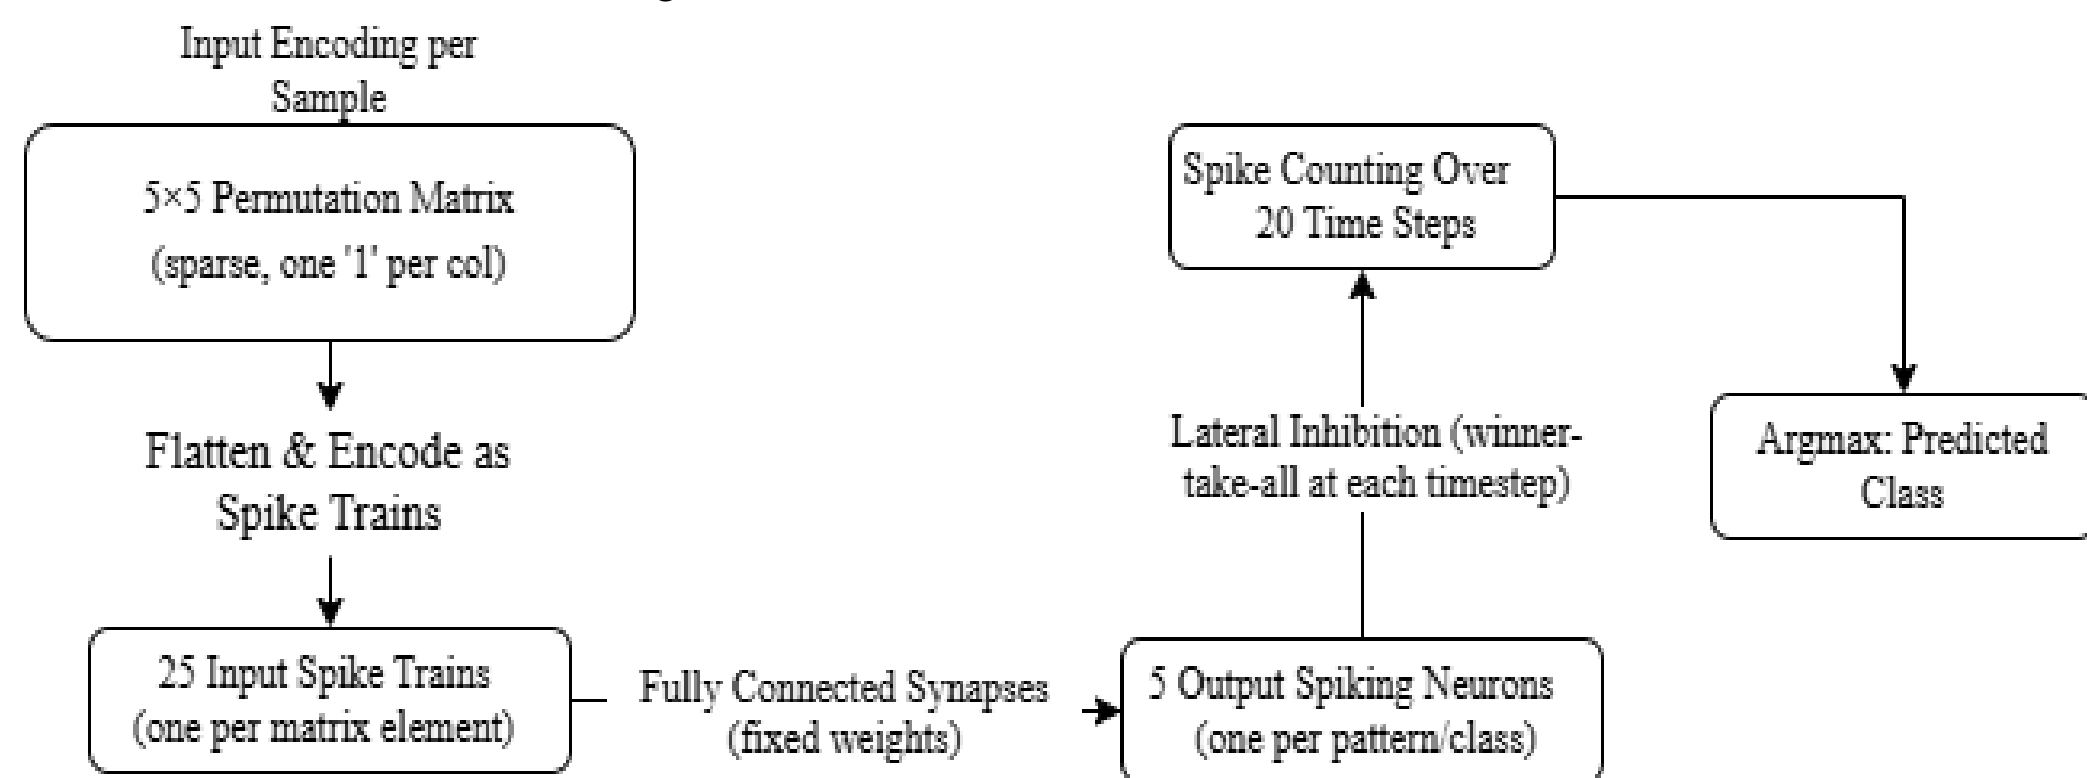 Input Encoding per
Sample
5×5 Permutation Matrix
(sparse, one '1' per col)
Flatten & Encode as
Spike Trains
25 Input Spike Trains
(one per matrix element)
Fully Connected Synapses
(fixed weights)
5 Output Spiking Neurons
(one per pattern/class)
Lateral Inhibition (winner-
take-all at each timestep)
Spike Counting Over
20 Time Steps
Argmax: Predicted
Class